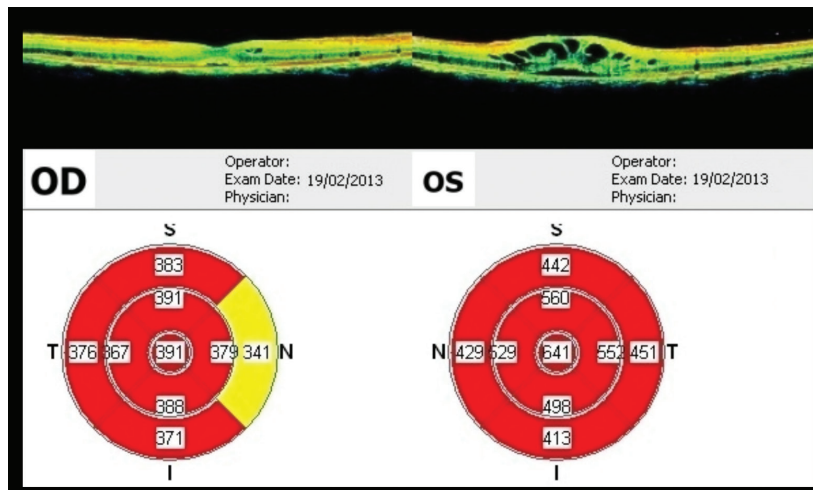 OD
Operator:
Exam Date: 19/02/2013
Physician:
OS
Operator:
Exam Date: 19/02/2013
Physician:
S
383
391
T 376 367 391 379 341 N
388
371
I
S
442
560
N 429 529 641 552 451 T
498
413
I